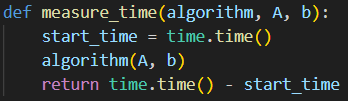 def measure_time(algorithm, A, b):
    start_time = time.time()
    algorithm(A, b)
    return time.time() - start_time